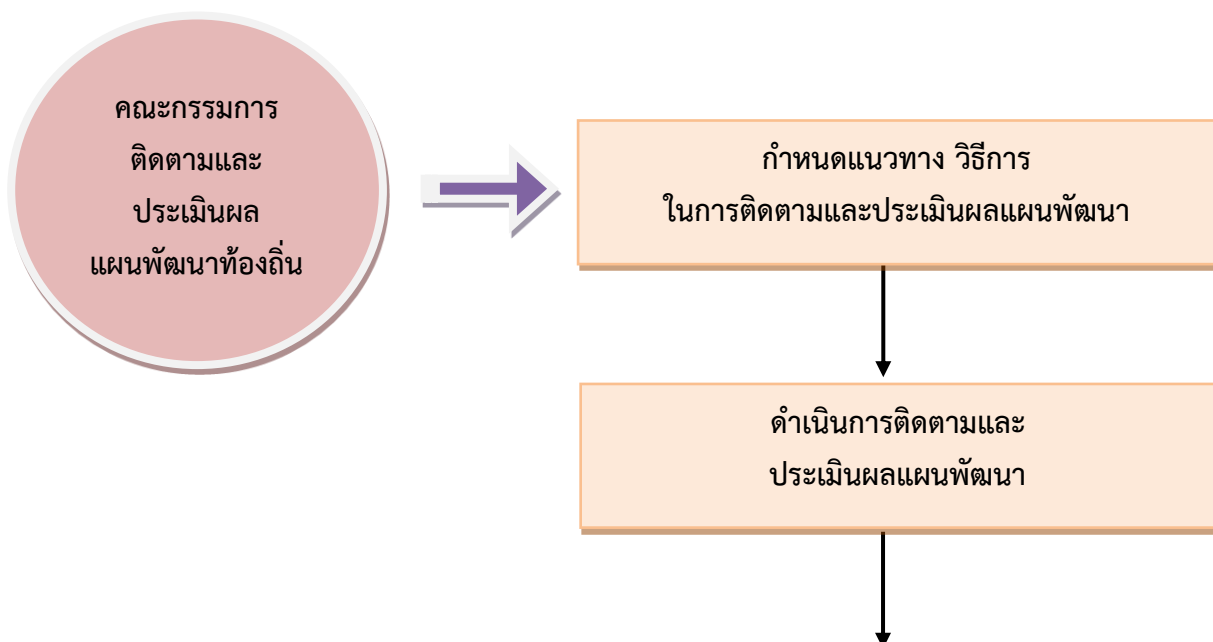 คณะกรรมการ
ติดตามและ
ประเมินผล
แผนพัฒนาท้องถิ่น
กำหนดแนวทาง วิธีการ
ในการติดตามและประเมินผลแผนพัฒนา
ดำเนินการติดตามและ
ประเมินผลแผนพัฒนา